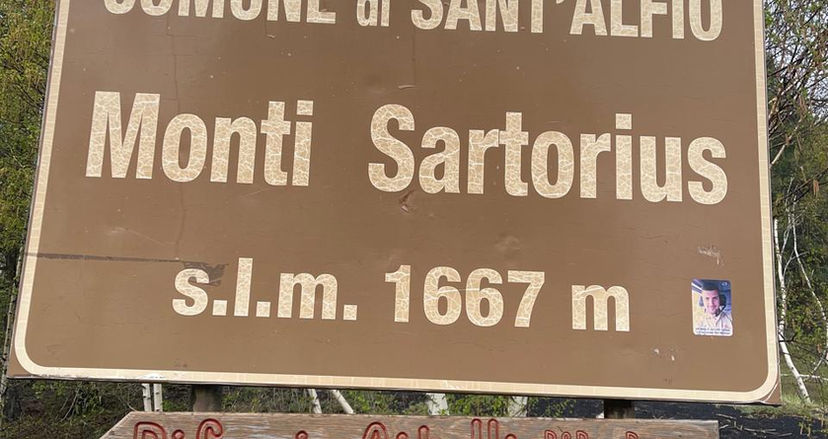 COMUNE di SANT'ALFIO
Monti Sartorius
s.l.m. 1667 m